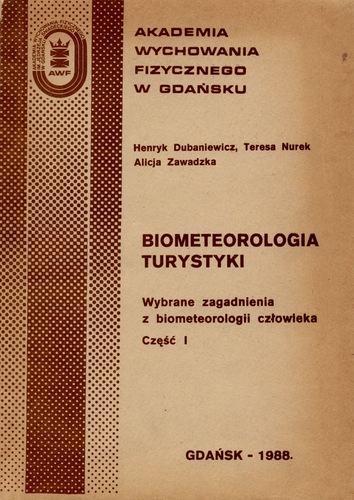 AKADEMIA
WYCHOWANIA
FIZYCZNEGO
W GDAŃSKU
AWF
Henryk Dubaniewicz, Teresa Nurek
Alicja Zawadzka
BIOMETEOROLOGIA
TURYSTYKI
Wybrane zagadnienia
z biometeorologii człowieka
Część I
GDAŃSK - 1988.